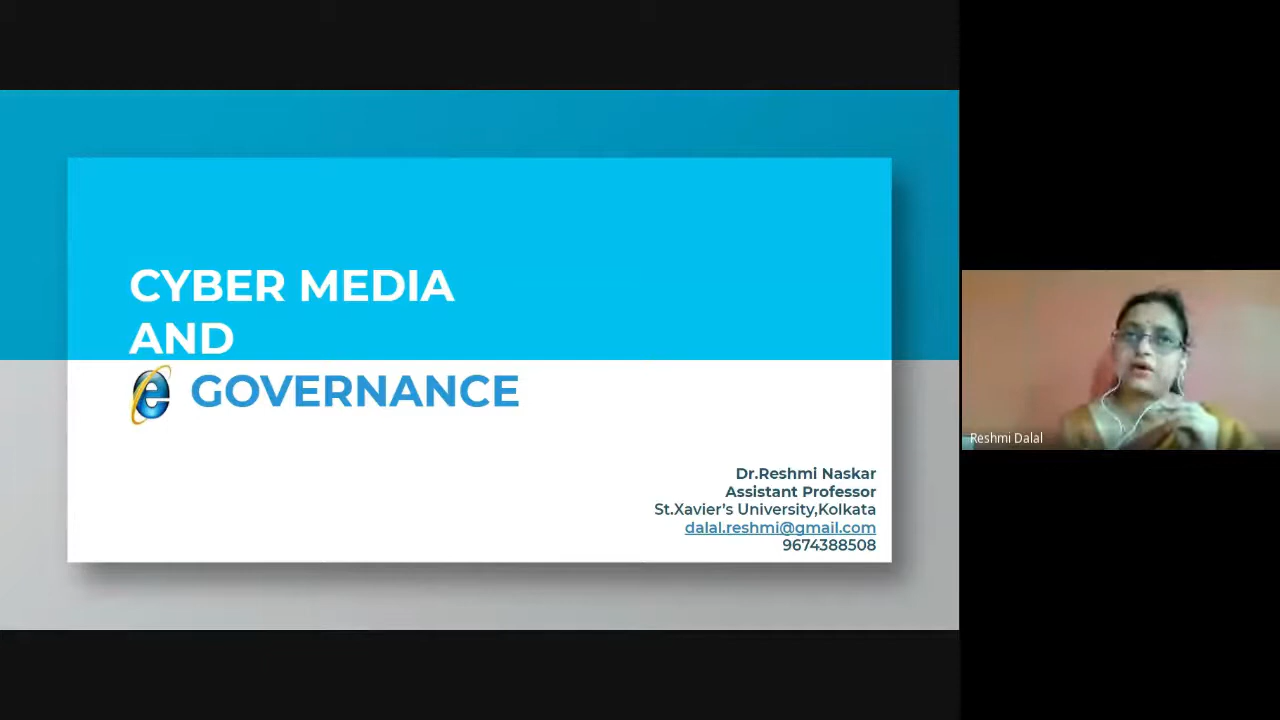 CYBER MEDIA
AND
e GOVERNANCE
Dr.Reshmi Naskar
Assistant Professor
St.Xavier's University,Kolkata
dalal.reshmi@gmail.com
9674388508
Reshmi Dalal